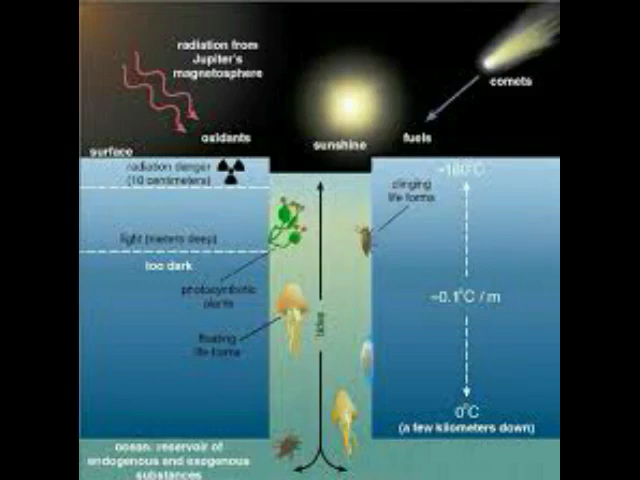 radiation from
Jupiter's
magnetosphere
comets
oxidants
sunshine
fuels
surface
radiation danger
(10 centimeters)
~160°C
clinging
life forms
light (meters deep)
too dark
photosynthetic
plants
~0.1°C / m
tides
floating
life forms
0°C
(a few kilometers down)
ocean: reservoir of
endogenous and exogenous
substances